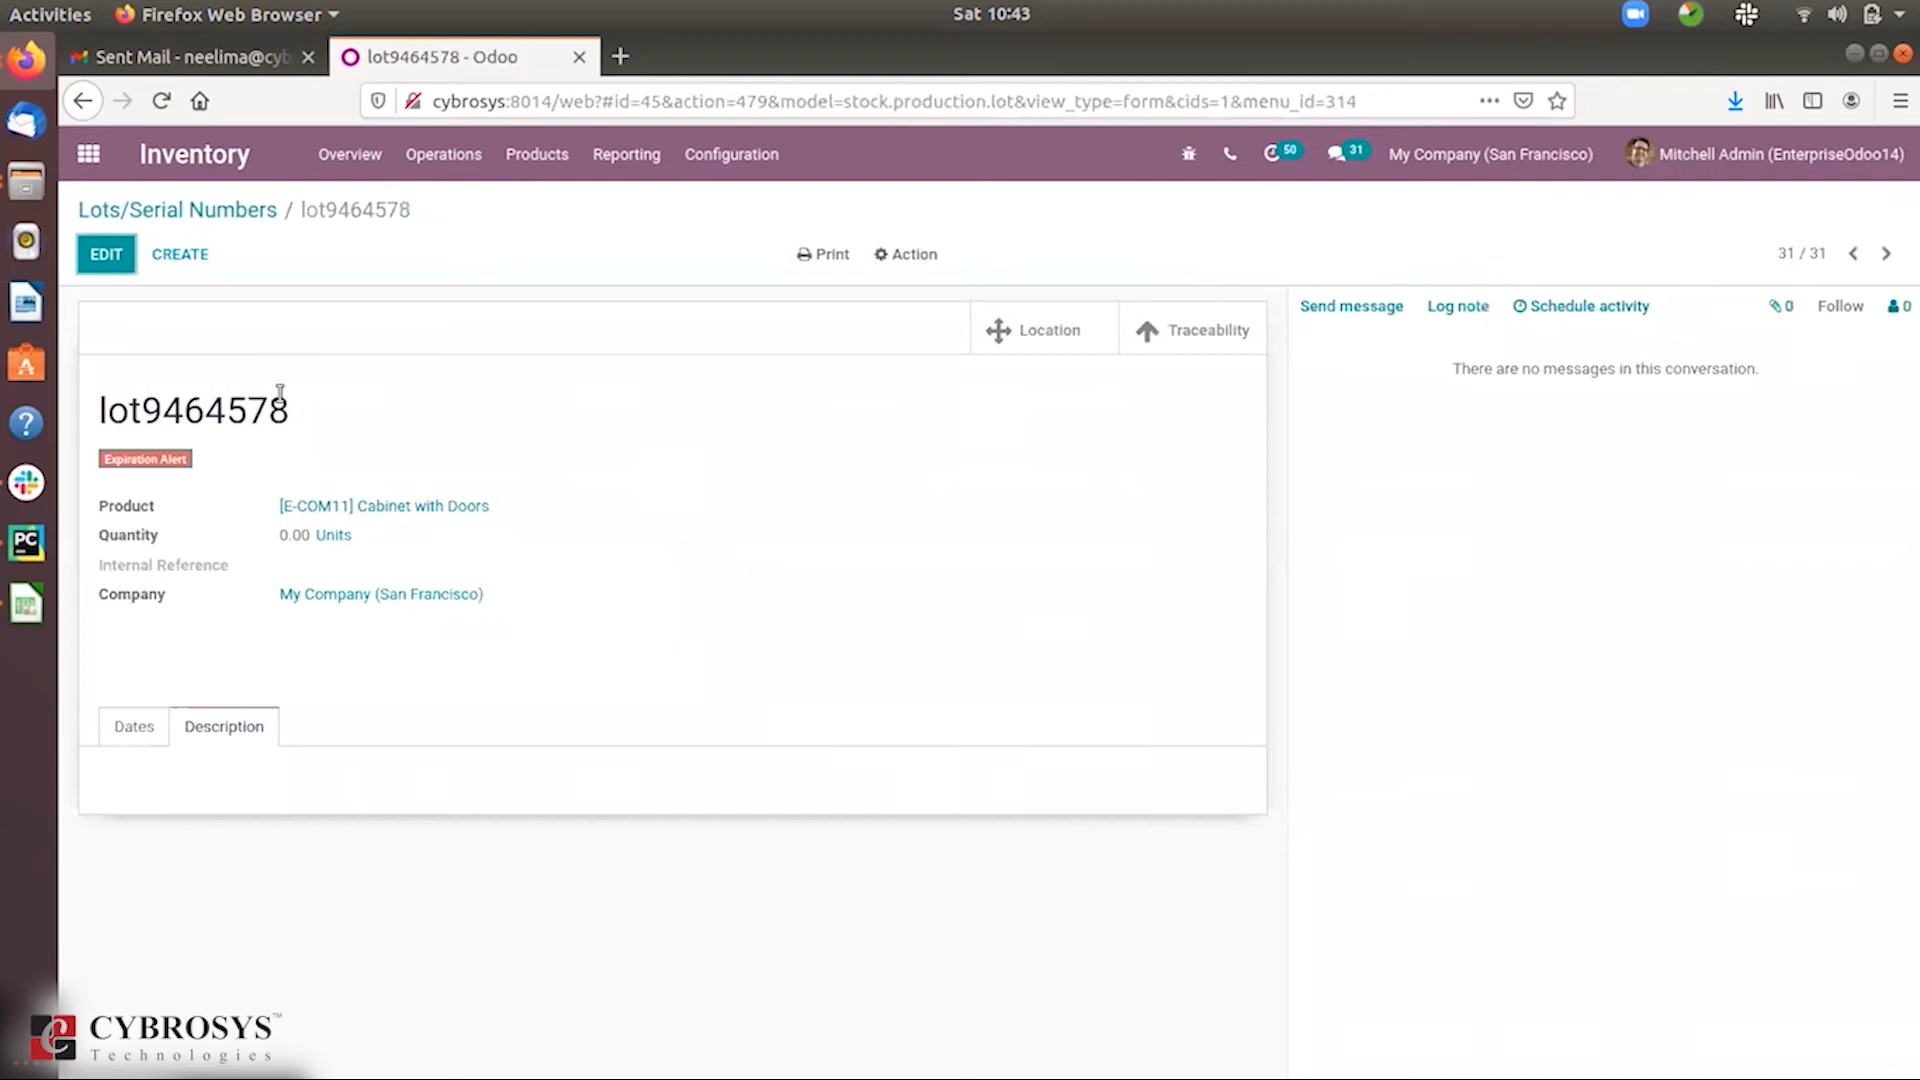 Activities Firefox Web Browser Sat 10:43
Sent Mail - neelima@cyb lot9464578 - Odoo
cybrosys:8014/web?#id=45&action=479&model=stock.production.lot&view_type=form&cids=1&menu_id=314
Inventory Overview Operations Products Reporting Configuration 50 31 My Company (San Francisco) Mitchell Admin (EnterpriseOdoo14)
Lots/Serial Numbers / lot9464578
EDIT CREATE Print Action 31 / 31
Send message Log note Schedule activity 0 Follow 0
Location Traceability
There are no messages in this conversation.
lot9464578
Expiration Alert
Product [E-COM11] Cabinet with Doors
Quantity 0.00 Units
Internal Reference
Company My Company (San Francisco)
Dates Description
CYBROSYS™
Technologies